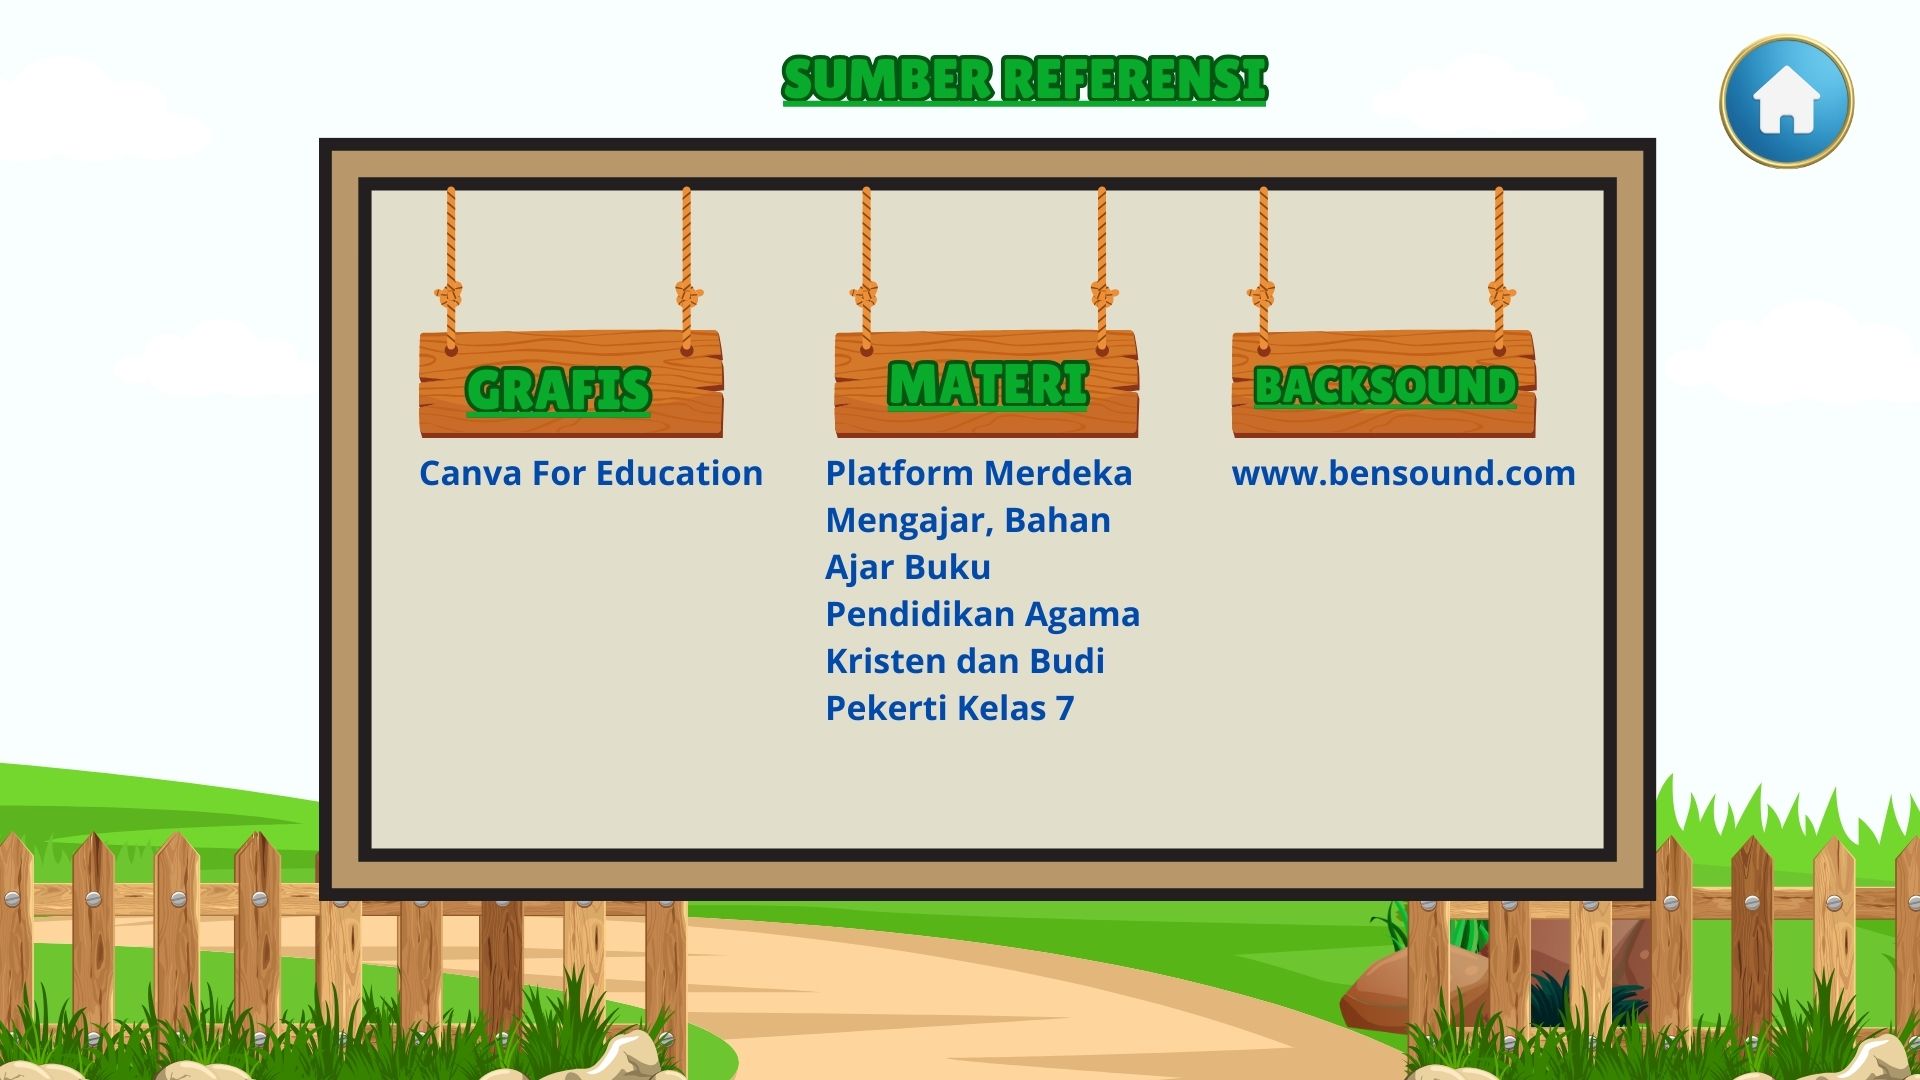 SUMBER REFERENSI
GRAFIS
Canva For Education
MATERI
Platform Merdeka
Mengajar, Bahan
Ajar Buku
Pendidikan Agama
Kristen dan Budi
Pekerti Kelas 7
BACKSOUND
www.bensound.com